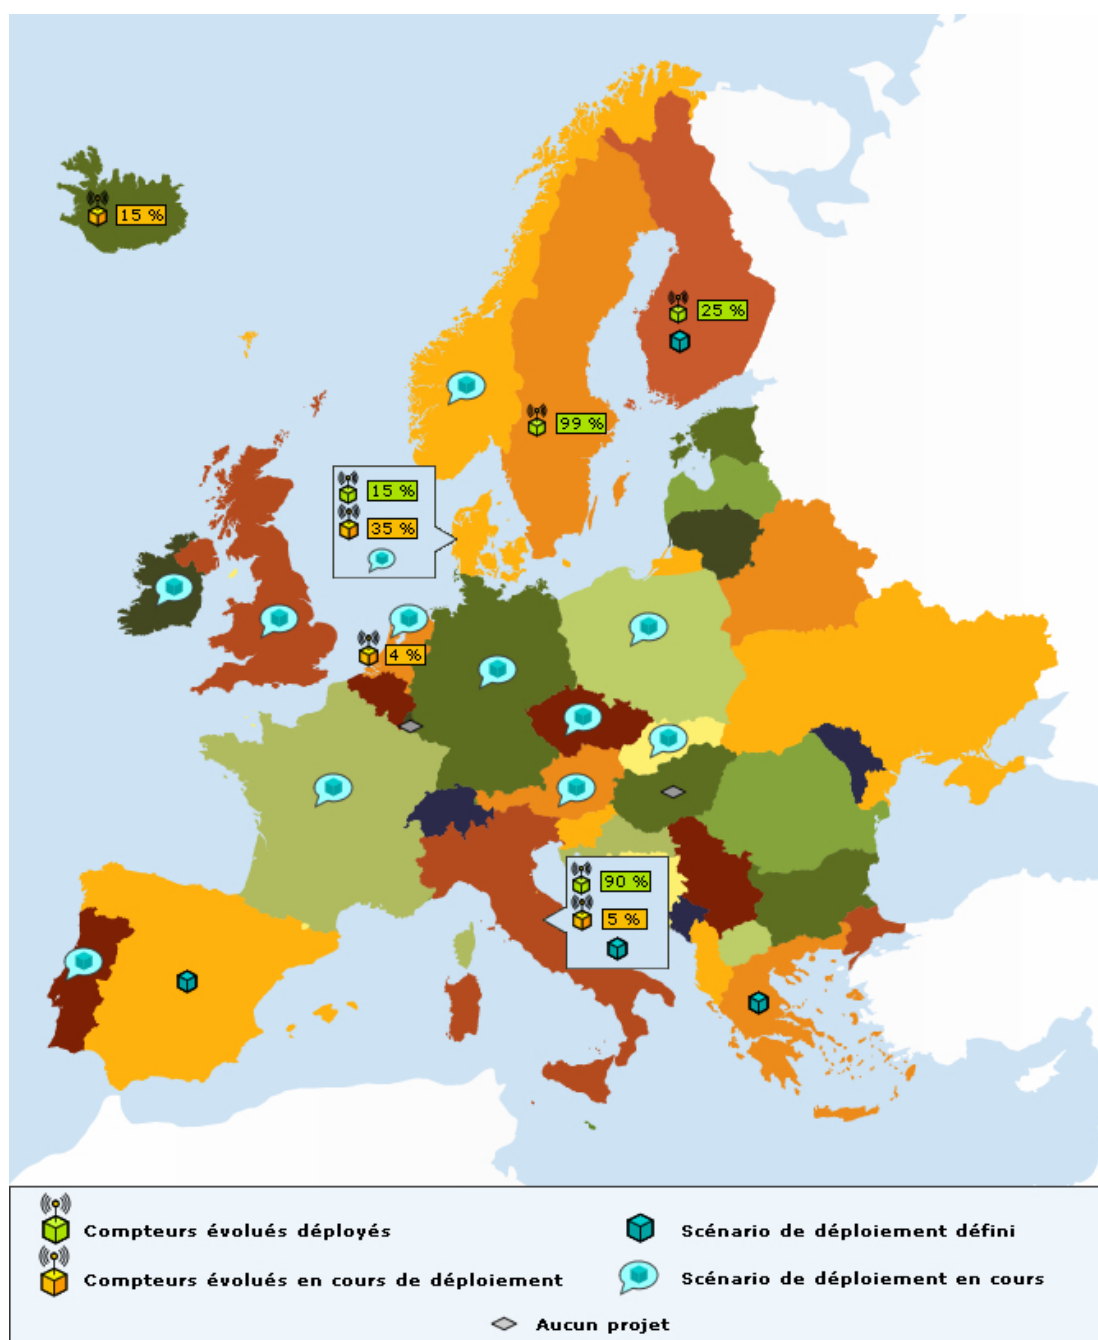 15 %
25 %
99 %
15 %
35 %
4 %
90 %
5 %
Compteurs évolués déployés
Scénario de déploiement défini
Compteurs évolués en cours de déploiement
Scénario de déploiement en cours
Aucun projet